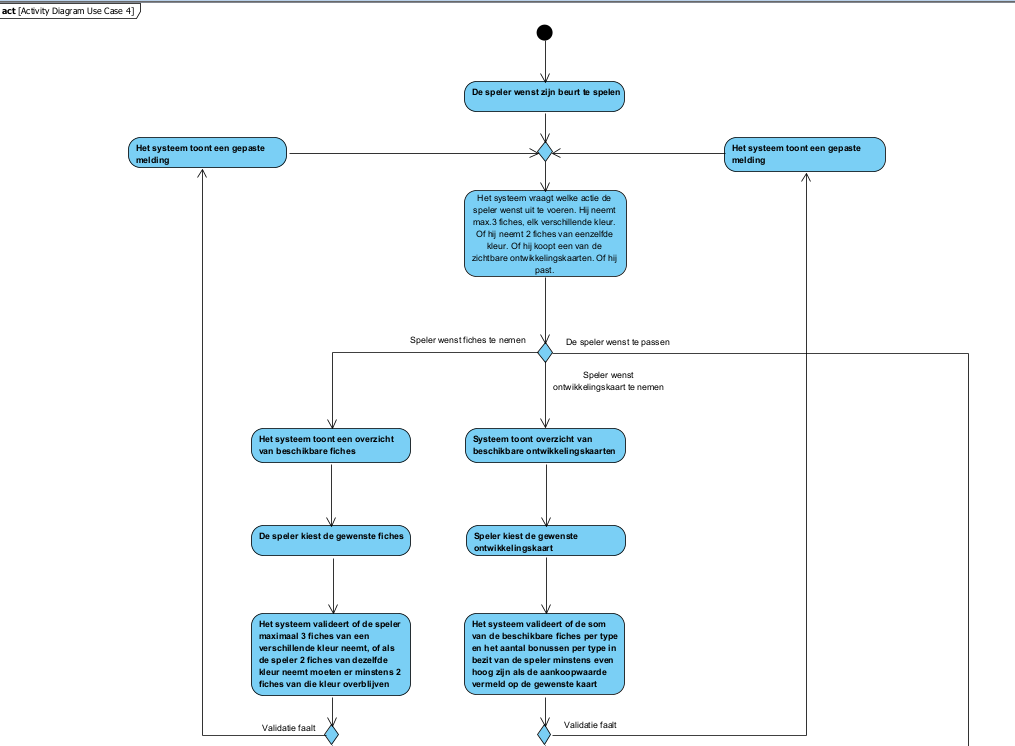 act [Activity Diagram Use Case 4]
De speler wenst zijn beurt te spelen
Het systeem toont een gepaste
melding
Het systeem toont een gepaste
melding
Het systeem vraagt welke actie de
speler wenst uit te voeren. Hij neemt
max.3 fiches, elk verschillende kleur.
Of hij neemt 2 fiches van eenzelfde
kleur. Of hij koopt een van de
zichtbare ontwikkelingskaarten. Of hij
past.
Speler wenst fiches te nemen
De speler wenst te passen
Speler wenst
ontwikkelingskaart te nemen
Het systeem toont een overzicht
van beschikbare fiches
Systeem toont overzicht van
beschikbare ontwikkelingskaarten
De speler kiest de gewenste fiches
Speler kiest de gewenste
ontwikkelingskaart
Het systeem valideert of de speler
maximaal 3 fiches van een
verschillende kleur neemt, of als
de speler 2 fiches van dezelfde
kleur neemt moeten er minstens 2
fiches van die kleur overblijven
Het systeem valideert of de som
van de beschikbare fiches per type
en het aantal bonussen per type in
bezit van de speler minstens even
hoog zijn als de aankoopwaarde
vermeld op de gewenste kaart
Validatie faalt
Validatie faalt